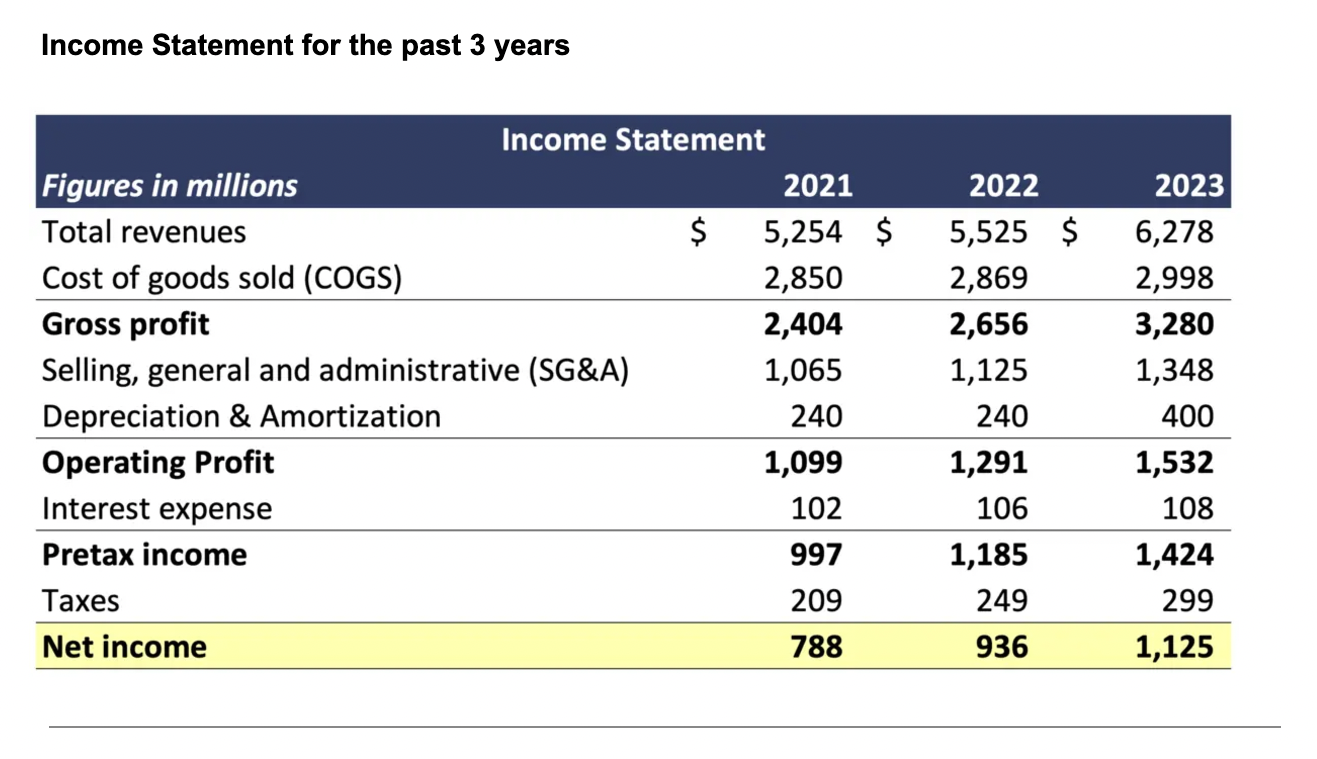 Income Statement for the past 3 years
Income Statement
Figures in millions 2021 2022 2023
Total revenues $ 5,254 $ 5,525 $ 6,278
Cost of goods sold (COGS) 2,850 2,869 2,998
Gross profit 2,404 2,656 3,280
Selling, general and administrative (SG&A) 1,065 1,125 1,348
Depreciation & Amortization 240 240 400
Operating Profit 1,099 1,291 1,532
Interest expense 102 106 108
Pretax income 997 1,185 1,424
Taxes 209 249 299
Net income 788 936 1,125